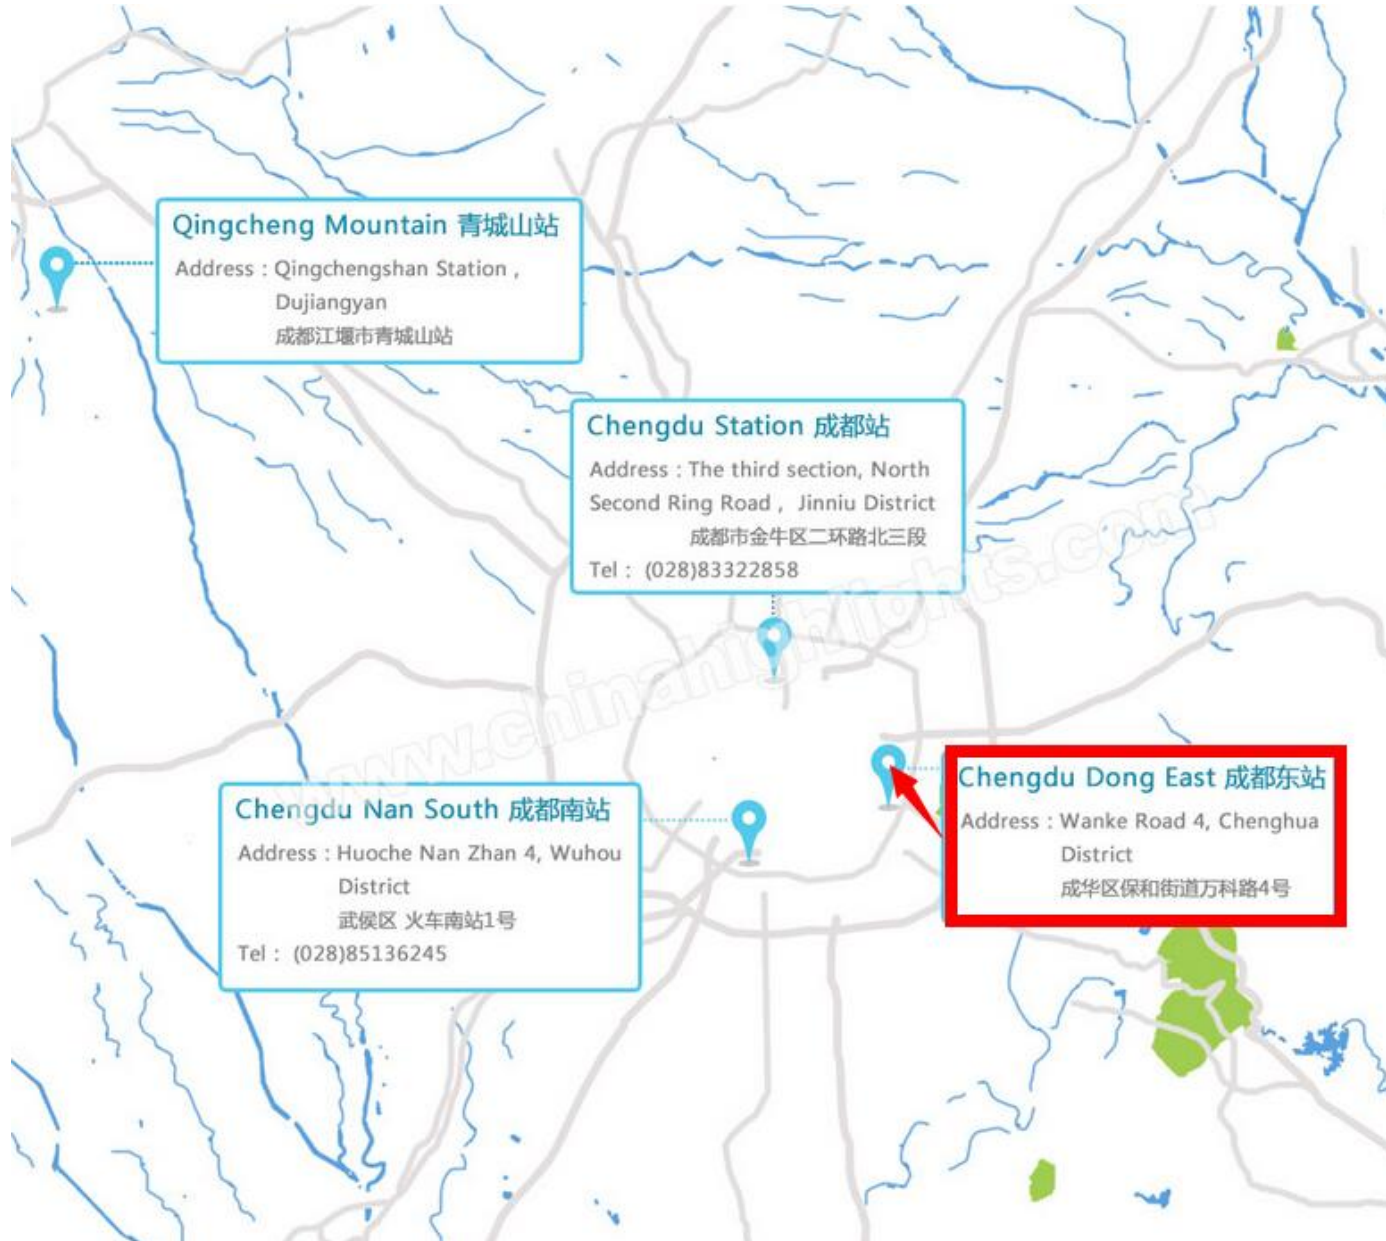 Qingcheng Mountain 青城山站
Address : Qingchengshan Station ,
Dujiangyan
成都江堰市青城山站
Chengdu Station 成都站
Address : The third section, North
Second Ring Road , Jinniu District
成都市金牛区二环路北三段
Tel : (028)83322858
www.chinahighlights.com
Chengdu Dong East 成都东站
Address : Wanke Road 4, Chenghua
District
成华区保和街道万科路4号
Chengdu Nan South 成都南站
Address : Huoche Nan Zhan 4, Wuhou
District
武侯区 火车南站1号
Tel : (028)85136245